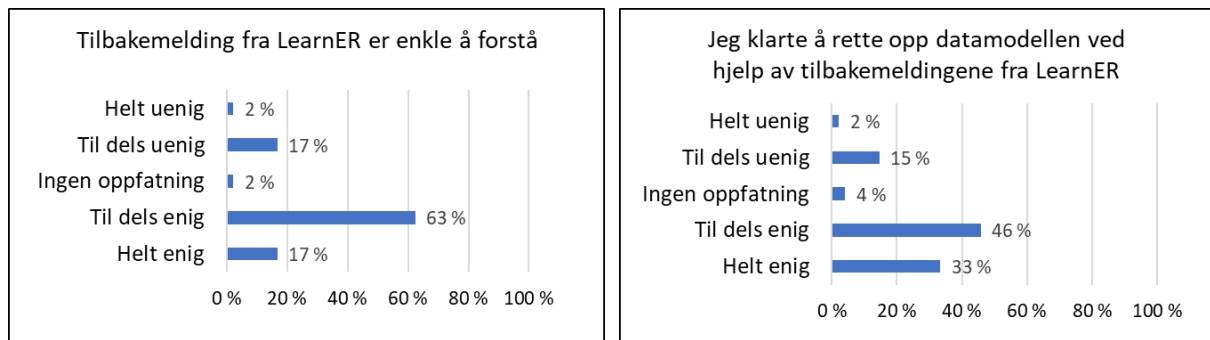 Tilbakemelding fra LearnER er enkle å forstå
Helt uenig 2 %
Til dels uenig 17 %
Ingen oppfatning 2 %
Til dels enig 63 %
Helt enig 17 %
0 % 20 % 40 % 60 % 80 % 100 %
Jeg klarte å rette opp datamodellen ved
hjelp av tilbakemeldingene fra LearnER
Helt uenig 2 %
Til dels uenig 15 %
Ingen oppfatning 4 %
Til dels enig 46 %
Helt enig 33 %
0 % 20 % 40 % 60 % 80 % 100 %